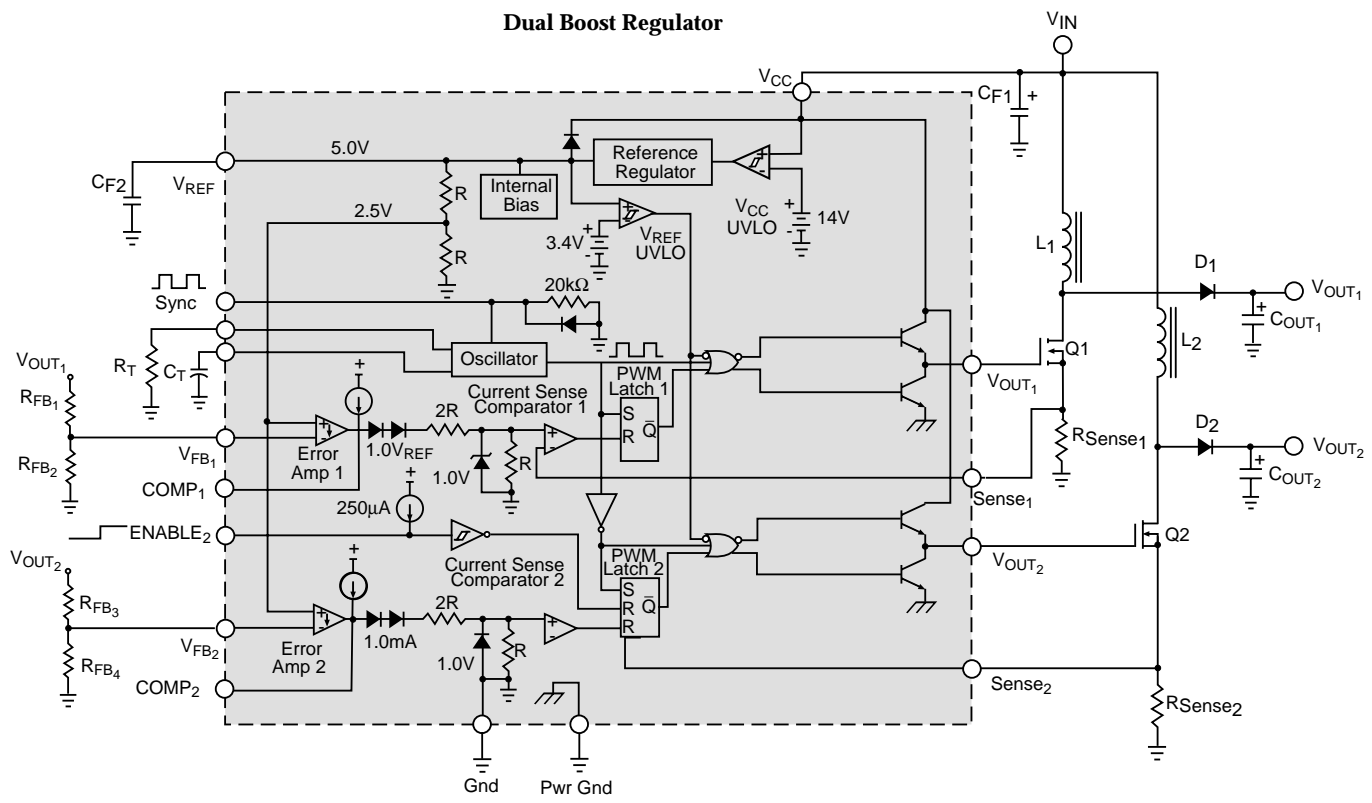 Dual Boost Regulator
VIN
VCC
CF1
+
5.0V
Reference
Regulator
+
-
CF2
VREF
R
Internal
Bias
2.5V
VCC
UVLO
+
-
14V
+
-
3.4V
VREF
UVLO
R
L1
D1
VOUT1
20kΩ
Sync
+
COUT1
L2
RT
CT
Oscillator
Q1
VOUT1
VOUT1
+
Current Sense
Comparator 1
PWM
Latch 1
RFB1
2R
S
R
Q̅
+
-
+
-
D2
VOUT2
VFB1
Error
Amp 1
1.0VREF
RSense1
RFB2
1.0V
R
+
COUT2
COMP1
+
Sense1
250µA
ENABLE2
Q2
+
PWM
Latch 2
VOUT2
VOUT2
Current Sense
Comparator 2
S
R
R
Q̅
RFB3
2R
+
-
+
-
VFB2
1.0mA
Error
Amp 2
1.0V
R
RFB4
COMP2
Sense2
RSense2
Gnd
Pwr Gnd